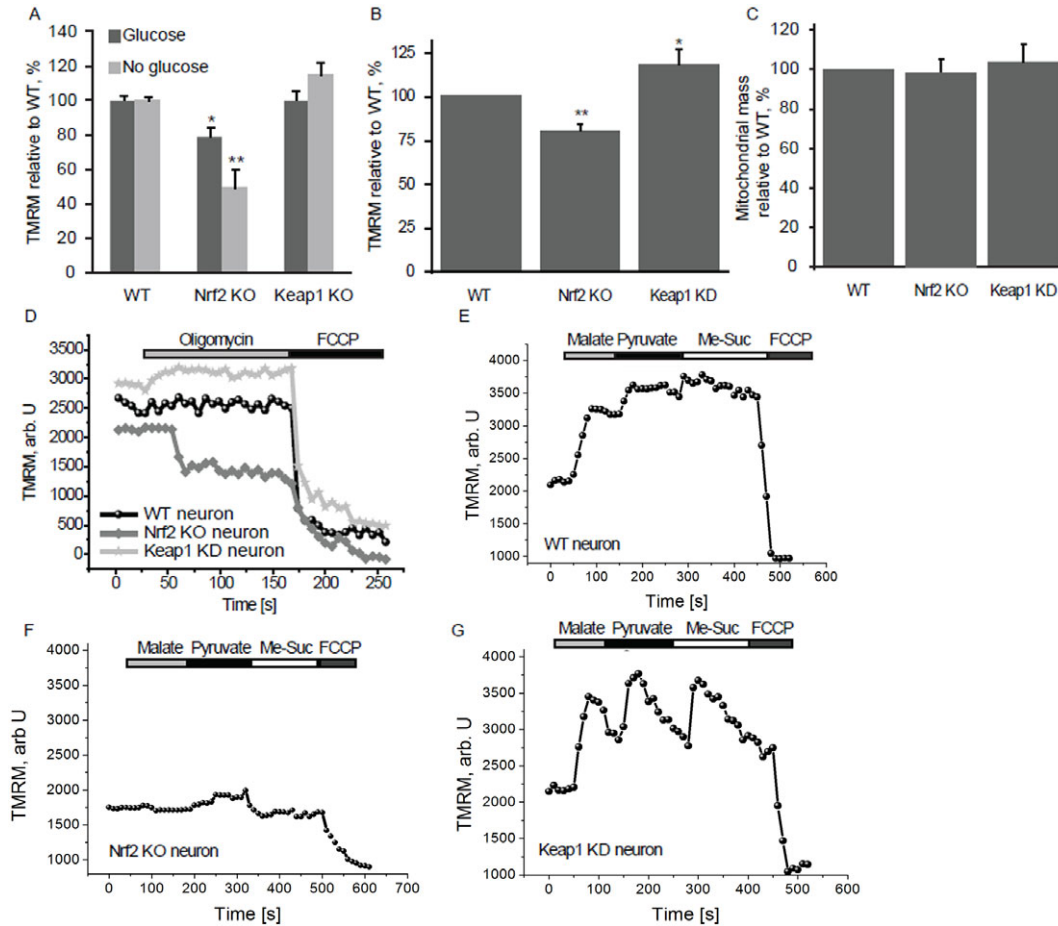 A
Glucose
No glucose
TMRM relative to WT, %
140
120
100
80
60
40
20
0
*
**
WT
Nrf2 KO
Keap1 KO
B
TMRM relative to WT, %
125
100
75
50
25
0
**
*
WT
Nrf2 KO
Keap1 KD
C
Mitochondrial mass
relative to WT, %
120
100
80
60
40
20
0
WT
Nrf2 KO
Keap1 KD
D
Oligomycin
FCCP
TMRM, arb. U
3500
3000
2500
2000
1500
1000
500
0
WT neuron
Nrf2 KO neuron
Keap1 KD neuron
0 50 100 150 200 250
Time [s]
E
Malate Pyruvate Me-Suc FCCP
TMRM, arb. U
4000
3500
3000
2500
2000
1500
1000
WT neuron
0 100 200 300 400 500 600
Time [s]
F
Malate Pyruvate Me-Suc FCCP
TMRM, arb U
4000
3500
3000
2500
2000
1500
1000
Nrf2 KO neuron
0 100 200 300 400 500 600 700
Time [s]
G
Malate Pyruvate Me-Suc FCCP
TMRM, arb. U
4000
3500
3000
2500
2000
1500
1000
Keap1 KD neuron
0 100 200 300 400 500 600
Time [s]